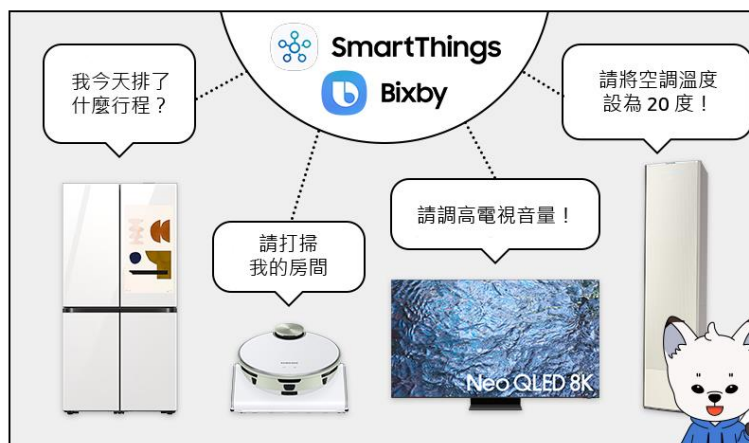 SmartThings
Bixby
我今天排了
什麼行程？
請將空調溫度
設為 20 度！
請打掃
我的房間
請調高電視音量！
Neo QLED 8K